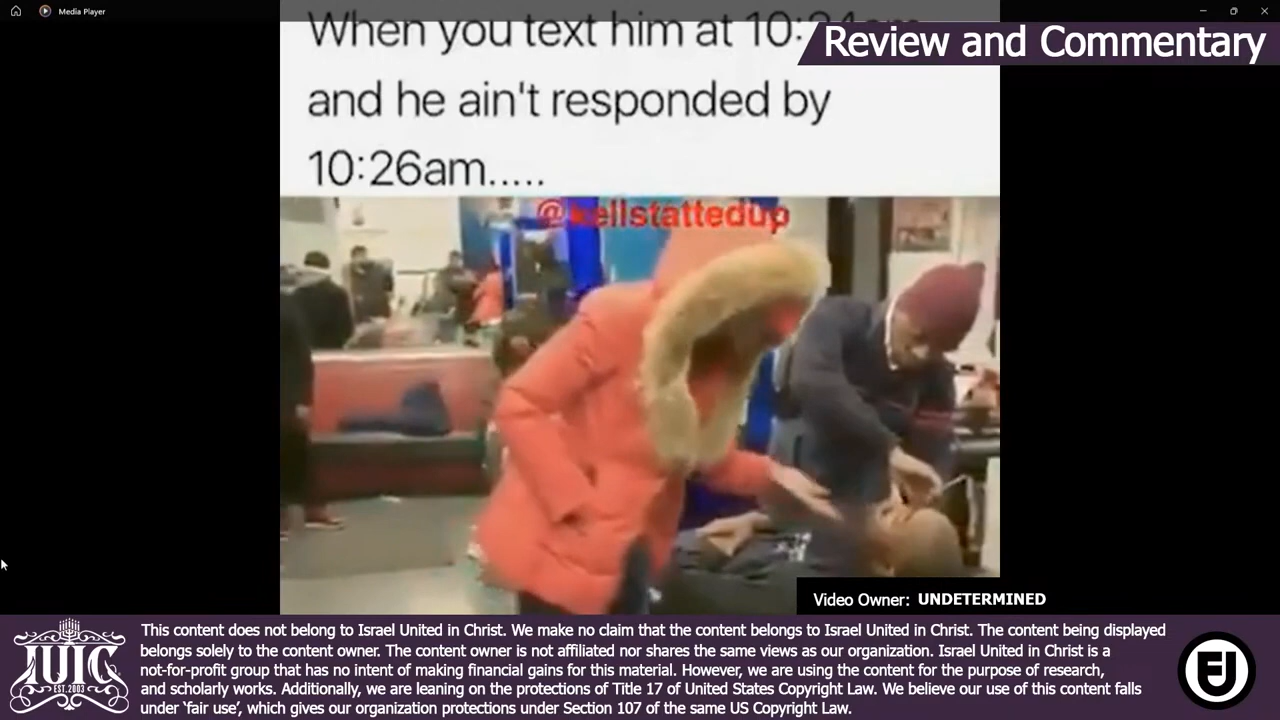 Media Player
When you text him at 10:24am
Review and Commentary
and he ain't responded by
10:26am.....
@kellstattedup
Video Owner: UNDETERMINED
This content does not belong to Israel United in Christ. We make no claim that the content belongs to Israel United in Christ. The content being displayed
belongs solely to the content owner. The content owner is not affiliated nor shares the same views as our organization. Israel United in Christ is a
not-for-profit group that has no intent of making financial gains for this material. However, we are using the content for the purpose of research,
and scholarly works. Additionally, we are leaning on the protections of Title 17 of United States Copyright Law. We believe our use of this content falls
under 'fair use', which gives our organization protections under Section 107 of the same US Copyright Law.
IUIC
EST. 2003